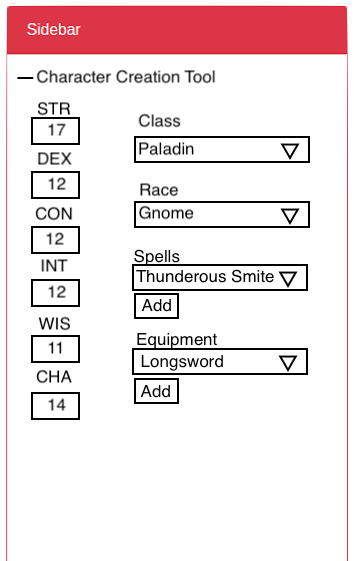 Sidebar
Character Creation Tool
STR
17
DEX
12
CON
12
INT
12
WIS
11
CHA
14
Class
Paladin
Race
Gnome
Spells
Thunderous Smite
Add
Equipment
Longsword
Add